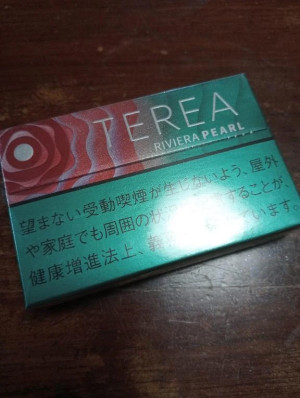 TEREA
RIVIERA PEARL
望まない受動喫煙が生じないよう、屋外
や家庭でも周囲の状することが、
健康増進法上、います。